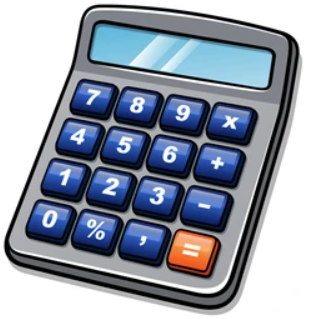 7 8 9 x
4 5 6 +
1 2 3 -
0 % , =